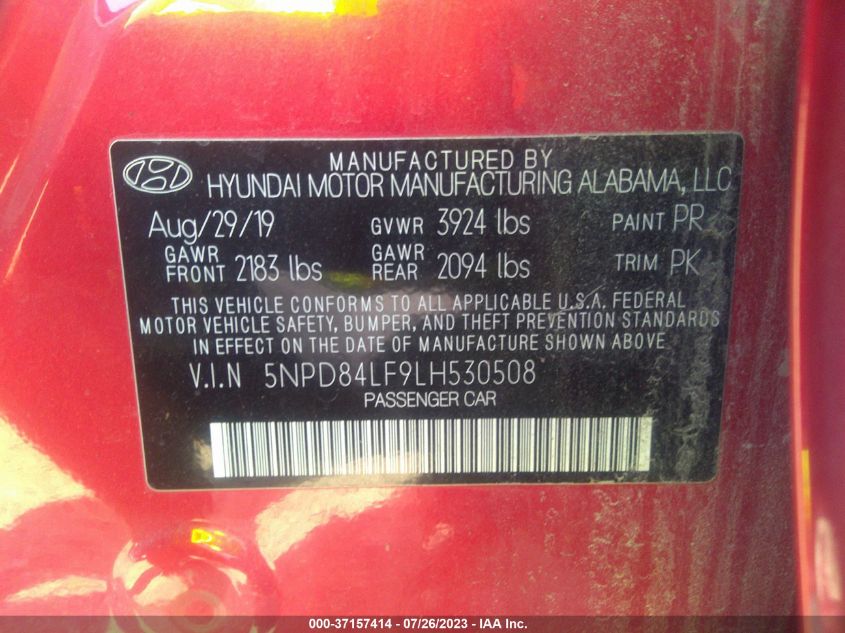 MANUFACTURED BY
HYUNDAI MOTOR MANUFACTURING ALABAMA, LLC
Aug/29/19 GVWR 3924 lbs PAINT PR
GAWR FRONT 2183 lbs GAWR REAR 2094 lbs TRIM PK
THIS VEHICLE CONFORMS TO ALL APPLICABLE U.S.A. FEDERAL
MOTOR VEHICLE SAFETY, BUMPER, AND THEFT PREVENTION STANDARDS
IN EFFECT ON THE DATE OF MANUFACTURE SHOWN ABOVE
V.I.N 5NPD84LF9LH530508
PASSENGER CAR
000-37157414 - 07/26/2023 - IAA Inc.